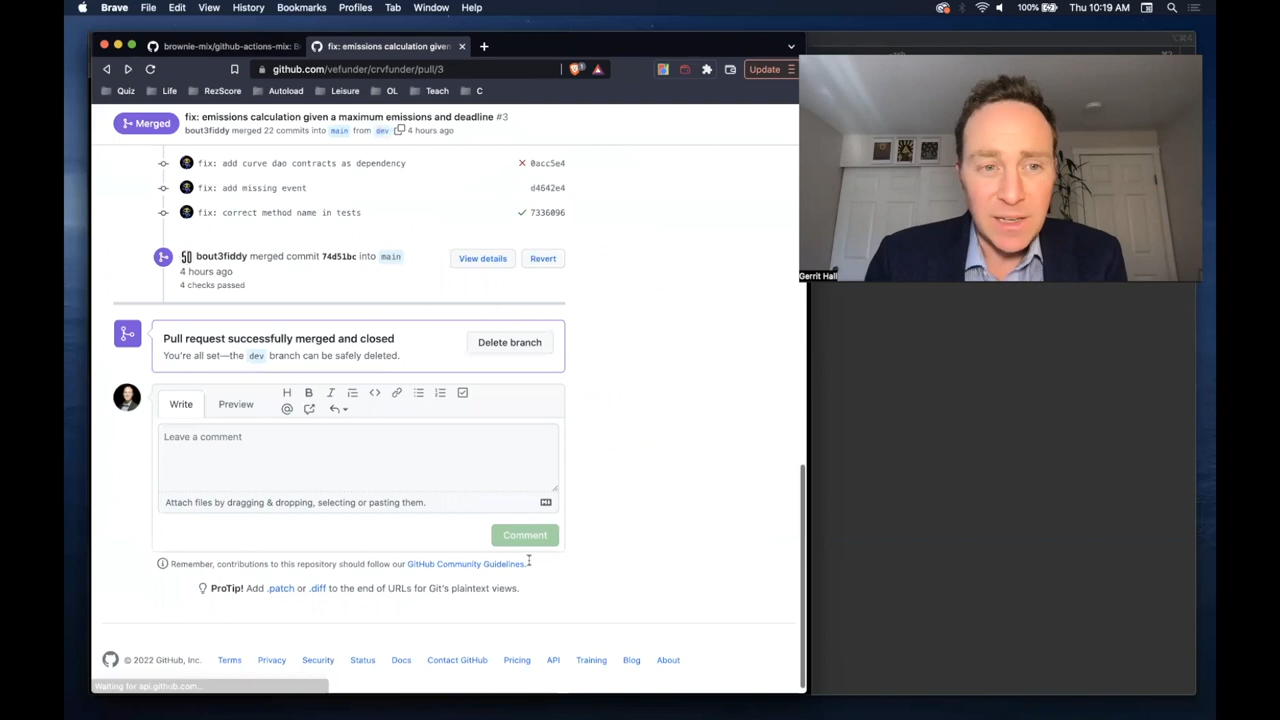 Brave File Edit View History Bookmarks Profiles Tab Window Help
100% Thu 10:19 AM
brownie-mix/github-actions-mix: B
fix: emissions calculation given
github.com/vefunder/crvfunder/pull/3
Update
Quiz Life RezScore Autoload Leisure OL Teach C
Merged
fix: emissions calculation given a maximum emissions and deadline #3
bout3fiddy merged 22 commits into main from dev 4 hours ago
fix: add curve dao contracts as dependency 0acc5e4
fix: add missing event d4642e4
fix: correct method name in tests 7336096
bout3fiddy merged commit 74d51bc into main
4 hours ago
4 checks passed
View details
Revert
Pull request successfully merged and closed
You're all set—the dev branch can be safely deleted.
Delete branch
Write Preview
Leave a comment
Attach files by dragging & dropping, selecting or pasting them.
Comment
Remember, contributions to this repository should follow our GitHub Community Guidelines.
ProTip! Add .patch or .diff to the end of URLs for Git's plaintext views.
© 2022 GitHub, Inc. Terms Privacy Security Status Docs Contact GitHub Pricing API Training Blog About
Waiting for api.github.com...
Gerrit Hall